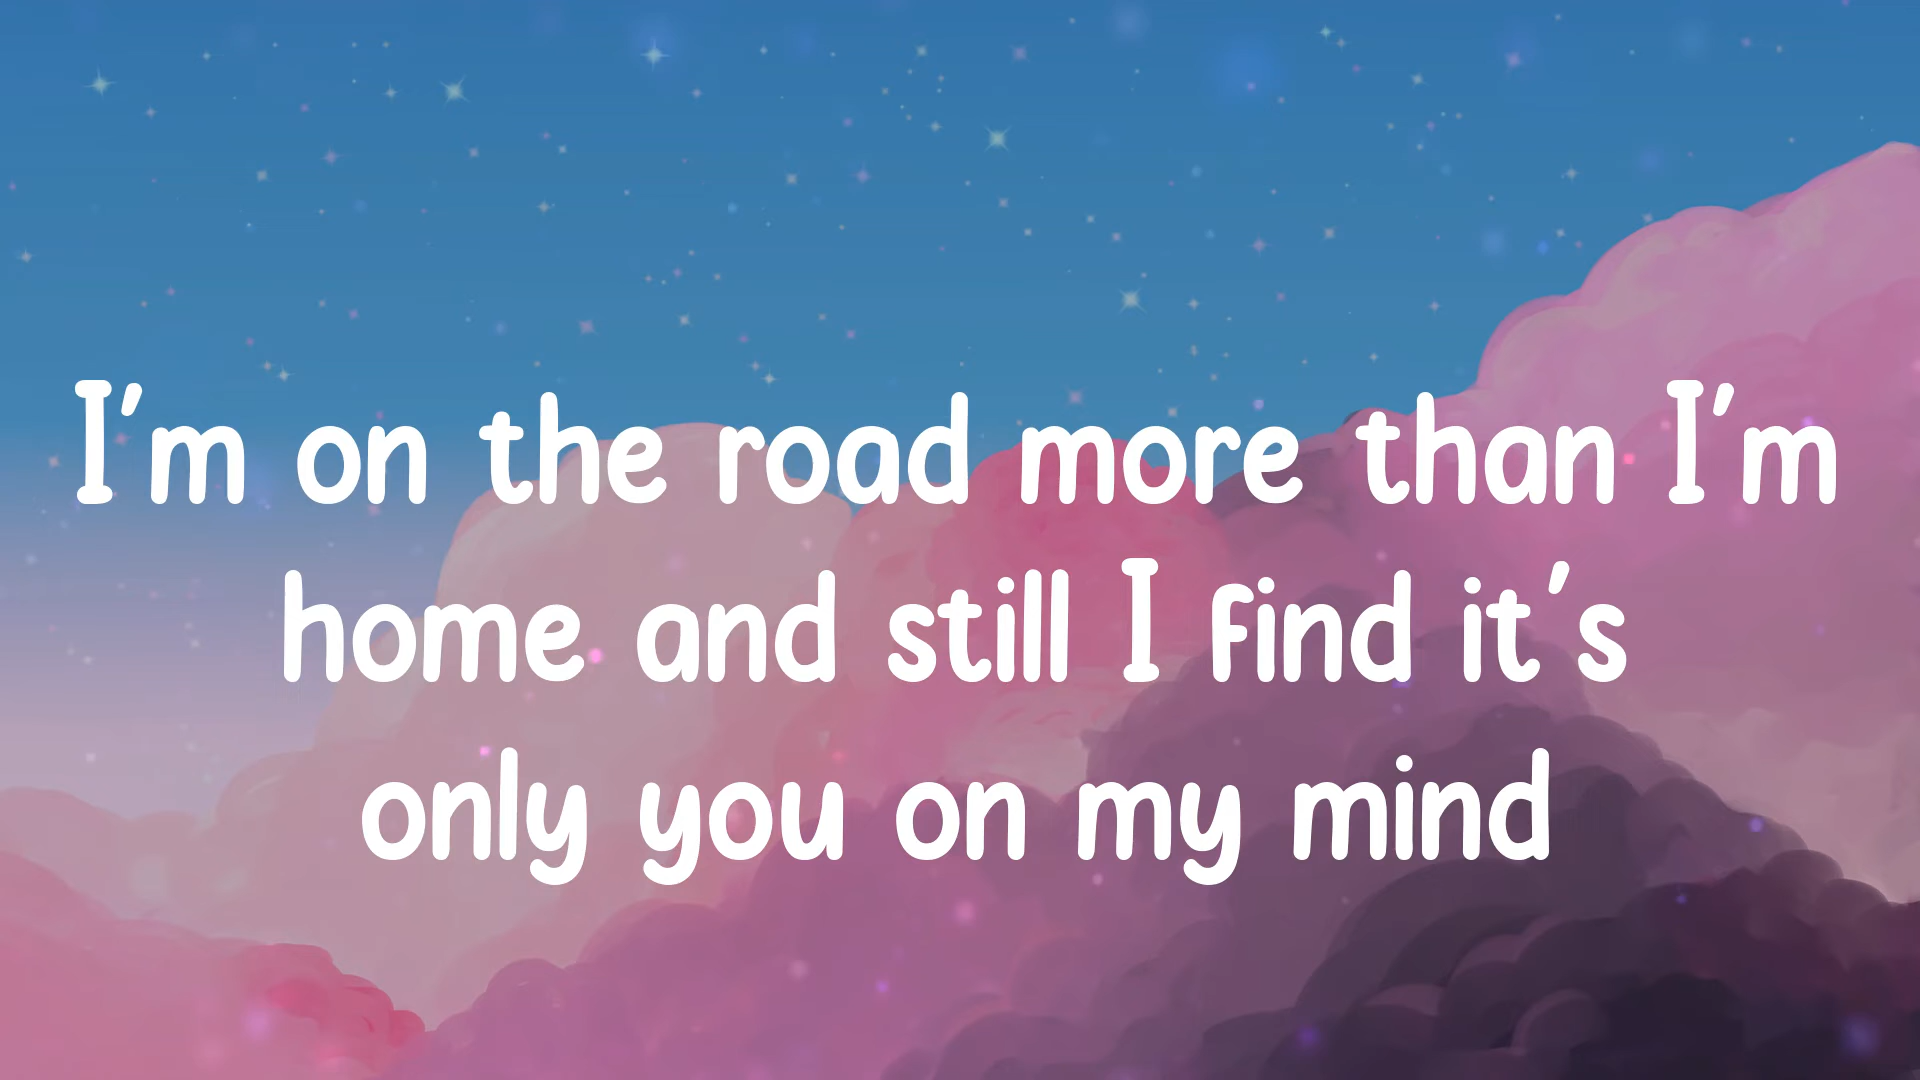 I'm on the road more than I'm
home and still I find it's
only you on my mind